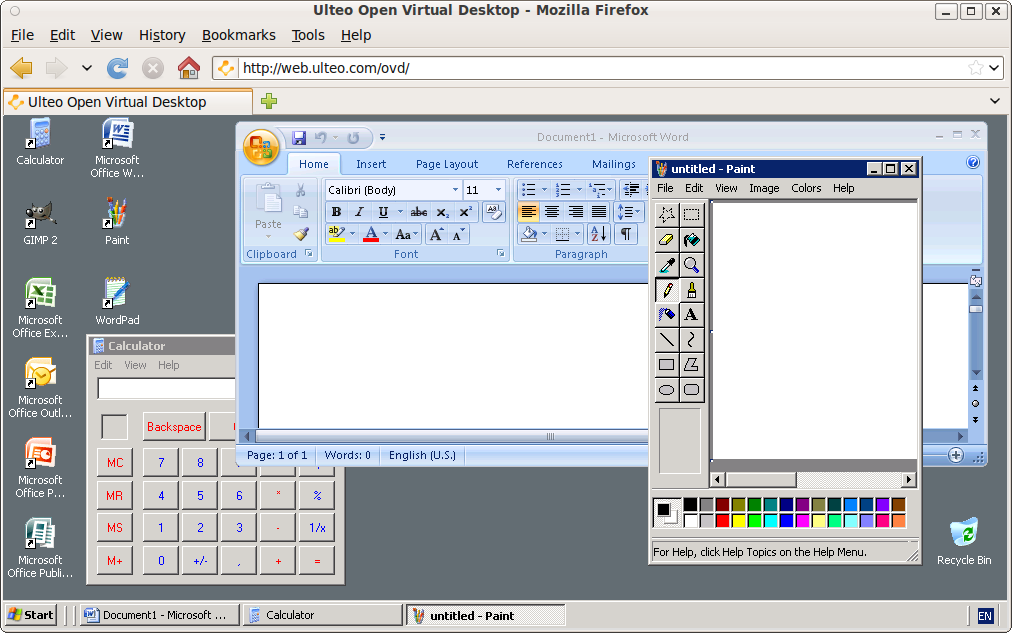 Ulteo Open Virtual Desktop - Mozilla Firefox
File Edit View History Bookmarks Tools Help
http://web.ulteo.com/ovd/
Ulteo Open Virtual Desktop
Calculator
Microsoft
Office W...
GIMP 2
Paint
Microsoft
Office Ex...
WordPad
Microsoft
Office Outl...
Microsoft
Office P...
Microsoft
Office Publi...
Document1 - Microsoft Word
Home Insert Page Layout References Mailings
Calibri (Body) 11
B I U abc x₂ x²
Paste
ab Aa A A A A
Clipboard Font Paragraph
Page: 1 of 1 Words: 0 English (U.S.)
Calculator
Edit View Help
Backspace
MC 7 8
MR 4 5 6 * %
MS 1 2 3 - 1/x
M+ 0 +/- , + =
untitled - Paint
File Edit View Image Colors Help
A
For Help, click Help Topics on the Help Menu.
Recycle Bin
Start Document1 - Microsoft ... Calculator untitled - Paint EN